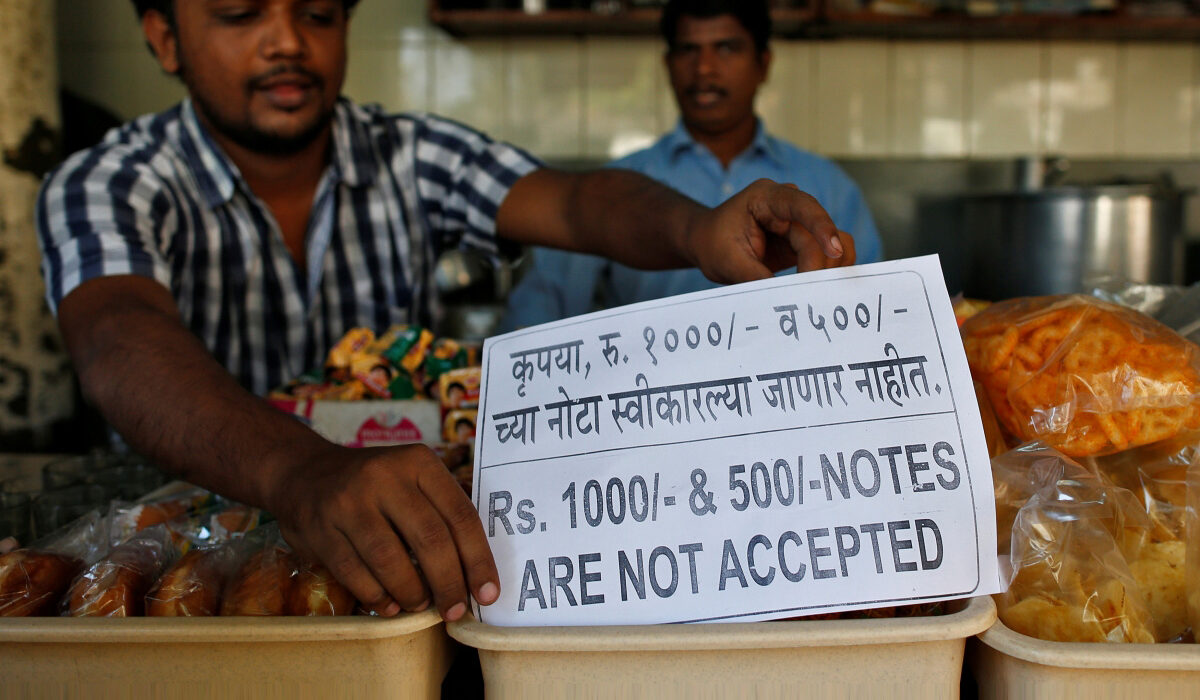 कृपया, रु. १०००/- व ५००/-
च्या नोटा स्वीकारल्या जाणार नाहीत.
Rs. 1000/- & 500/-NOTES
ARE NOT ACCEPTED